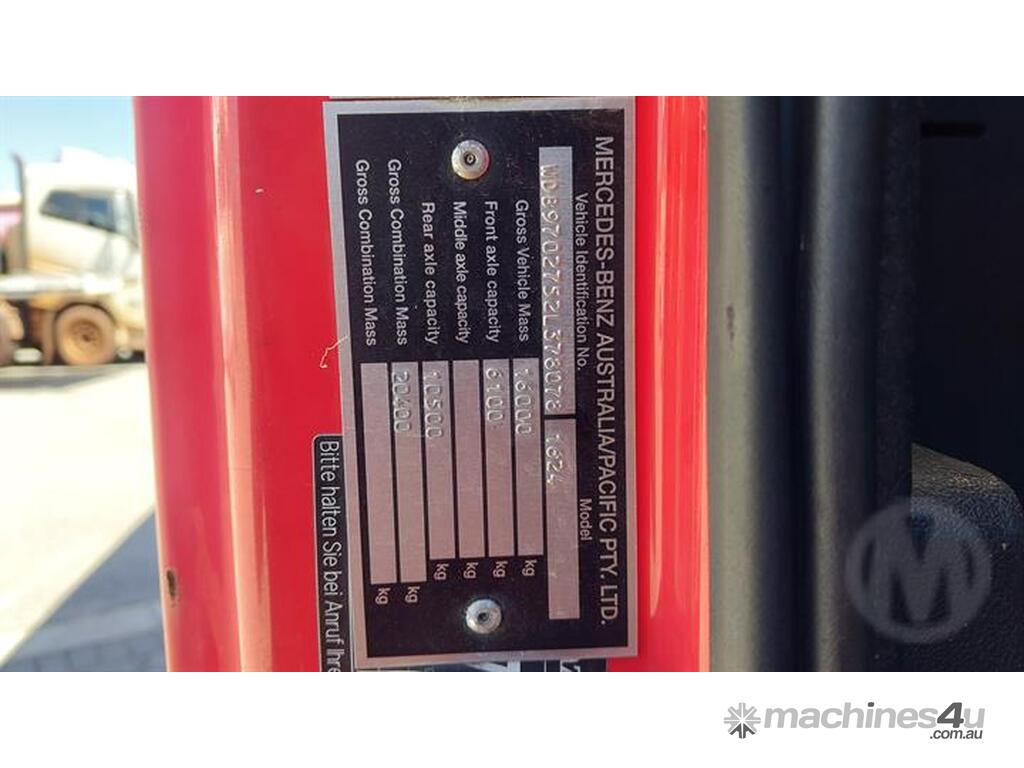 MERCEDES-BENZ AUSTRALIA/PACIFIC PTY. LTD.
Vehicle Identification No. Model
WDB9702752L378078 1624
Gross Vehicle Mass 16000 kg
Front axle capacity 6100 kg
Middle axle capacity kg
Rear axle capacity 10500 kg
Gross Combination Mass 20400 kg
Gross Combination Mass kg
Bitte halten Sie bei Anruf Ihre
M
machines4u
.com.au